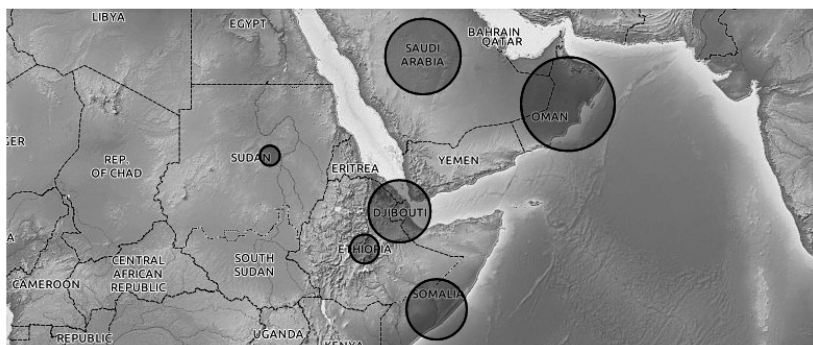 LIBYA
EGYPT
SAUDI
ARABIA
BAHRAIN
QATAR
OMAN
REP.
OF CHAD
SUDAN
ERITREA
YEMEN
DJIBOUTI
ETHIOPIA
CAMEROON
CENTRAL
AFRICAN
REPUBLIC
SOUTH
SUDAN
SOMALIA
REPUBLIC
UGANDA
KENYA